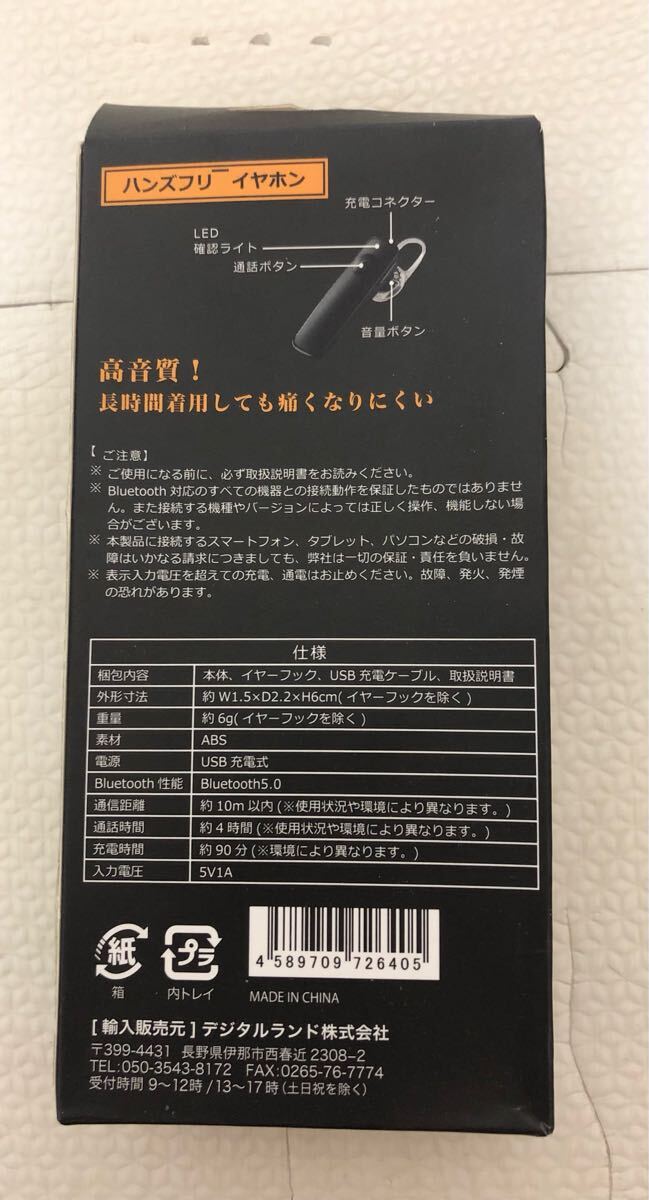 ハンズフリーイヤホン
充電コネクター
LED
確認ライト
通話ボタン
音量ボタン
高音質！
長時間着用しても痛くなりにくい
【ご注意】
※ ご使用になる前に、必ず取扱説明書をお読みください。
※ Bluetooth 対応のすべての機器との接続動作を保証したものではありませ
ん。また接続する機種やバージョンによっては正しく操作、機能しない場
合がございます。
※ 本製品に接続するスマートフォン、タブレット、パソコンなどの破損・故
障はいかなる請求につきましても、弊社は一切の保証・責任を負いません。
※ 表示入力電圧を超えての充電、通電はお止めください。故障、発火、発煙
の恐れがあります。
仕様
梱包内容 本体、イヤーフック、USB 充電ケーブル、取扱説明書
外形寸法 約 W1.5×D2.2×H6cm( イヤーフックを除く )
重量 約 6g( イヤーフックを除く )
素材 ABS
電源 USB 充電式
Bluetooth 性能 Bluetooth5.0
通信距離 約 10m 以内 (※使用状況や環境により異なります。)
通話時間 約 4 時間 (※使用状況や環境により異なります。)
充電時間 約 90 分 (※環境により異なります。)
入力電圧 5V1A
紙
箱
プラ
内トレイ
4 589709 726405
MADE IN CHINA
[ 輸入販売元 ] デジタルランド株式会社
〒399-4431 長野県伊那市西春近 2308-2
TEL:050-3543-8172 FAX:0265-76-7774
受付時間 9～12時 /13～17時 (土日祝を除く)